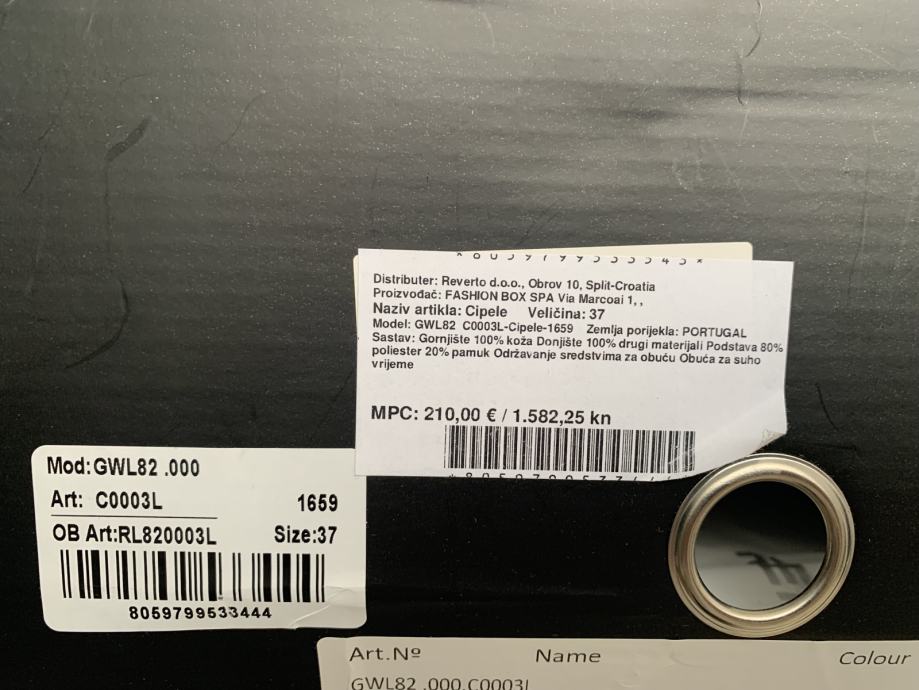 Distributer: Reverto d.o.o., Obrov 10, Split-Croatia
Proizvođač: FASHION BOX SPA Via Marcoai 1,,
Naziv artikla: Cipele Veličina: 37
Model: GWL82 C0003L-Cipele-1659 Zemlja porijekla: PORTUGAL
Sastav: Gornjište 100% koža Donjište 100% drugi materijali Podstava 80%
poliester 20% pamuk Održavanje sredstvima za obuću Obuća za suho
vrijeme
MPC: 210,00 € / 1.582,25 kn
Mod:GWL82 .000
Art: C0003L 1659
OB Art:RL820003L Size:37
8059799533444
Art.Nº Name Colour
GWL82 .000.C0003L